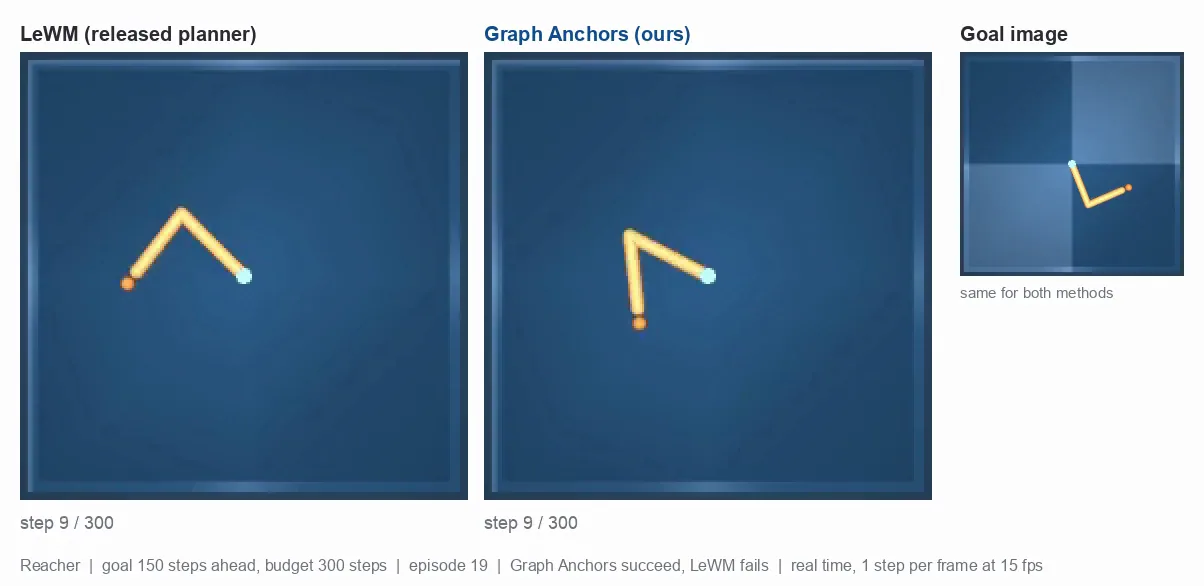 LeWM (released planner)
Graph Anchors (ours)
Goal image
same for both methods
step 9 / 300
step 9 / 300
Reacher | goal 150 steps ahead, budget 300 steps | episode 19 | Graph Anchors succeed, LeWM fails | real time, 1 step per frame at 15 fps